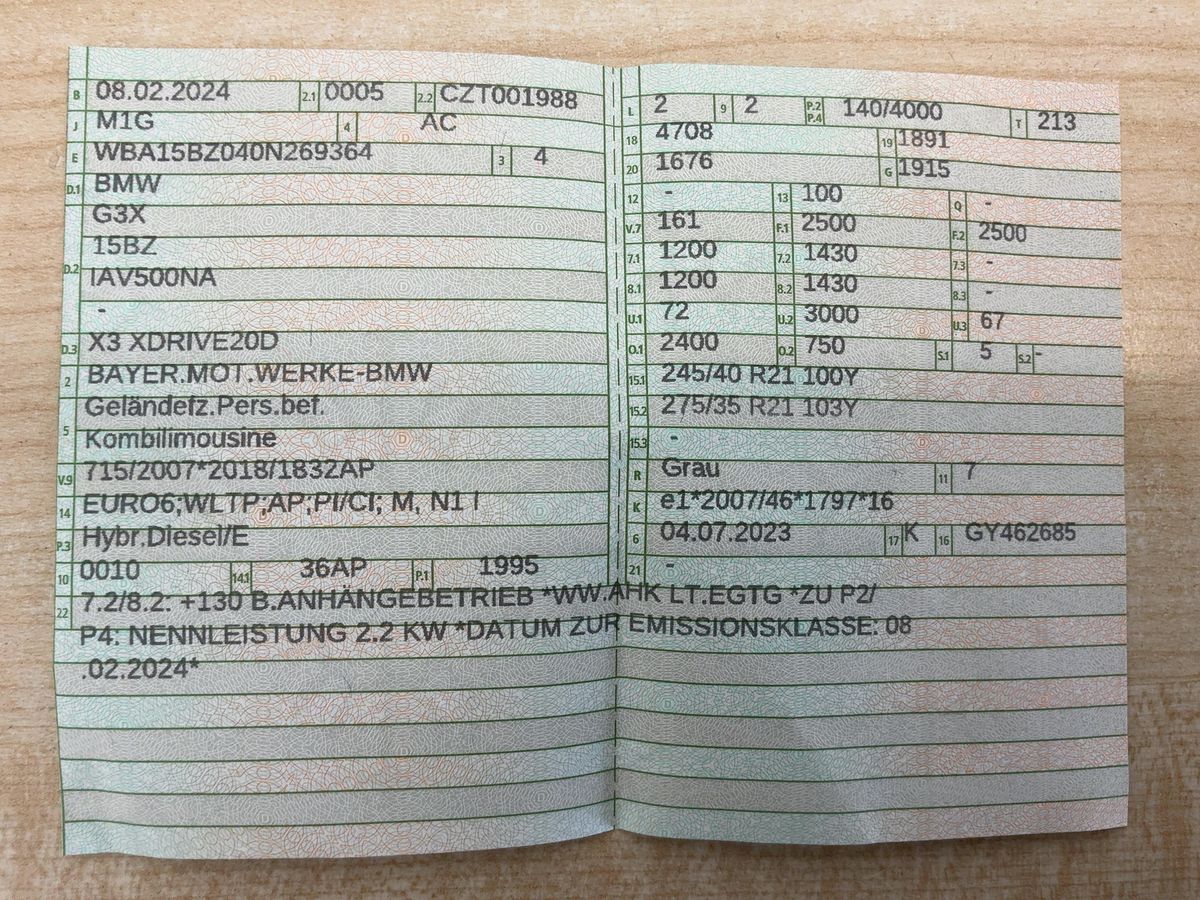 B 08.02.2024 2.1 0005 2.2 CZT001988
J M1G 4 AC
E WBA15BZ040N269364 3 4
D.1 BMW
G3X
D.2 15BZ
IAV500NA
-
D.3 X3 XDRIVE20D
2 BAYER.MOT.WERKE-BMW
5 Geländefz.Pers.bef.
Kombilimousine
V.9 715/2007*2018/1832AP
14 EURO6;WLTP;AP;PI/CI; M, N1 I
P.3 Hybr.Diesel/E
10 0010 14.1 36AP P.1 1995
L 2 9 2 P.2 P.4 140/4000 T 213
18 4708 19 1891
20 1676 G 1915
12 - 13 100 Q -
V.7 161 F.1 2500 F.2 2500
7.1 1200 7.2 1430 7.3 -
8.1 1200 8.2 1430 8.3 -
U.1 72 U.2 3000 U.3 67
O.1 2400 O.2 750 S.1 5 S.2 -
15.1 245/40 R21 100Y
15.2 275/35 R21 103Y
15.3 -
R Grau 11 7
K e1*2007/46*1797*16
6 04.07.2023 17 K 16 GY462685
21 -
22 7.2/8.2: +130 B.ANHÄNGEBETRIEB *WW.AHK LT.EGTG *ZU P2/
P4: NENNLEISTUNG 2.2 KW *DATUM ZUR EMISSIONSKLASSE: 08
.02.2024*